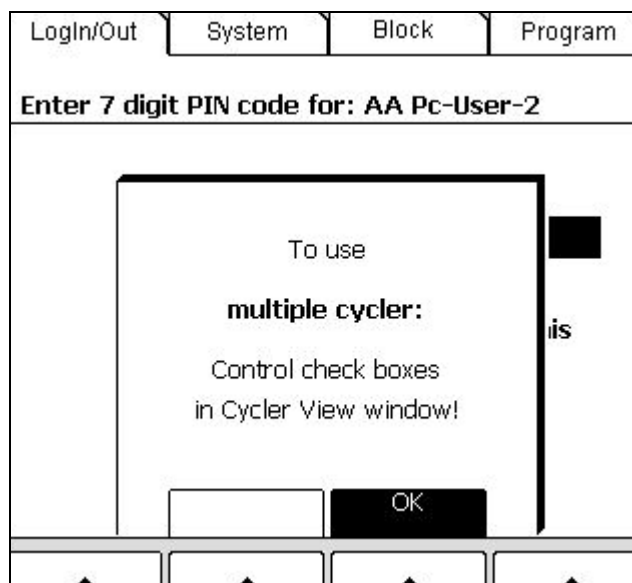 LogIn/Out System Block Program
Enter 7 digit PIN code for: AA Pc-User-2
To use
multiple cycler:
is
Control check boxes
in Cycler View window!
OK